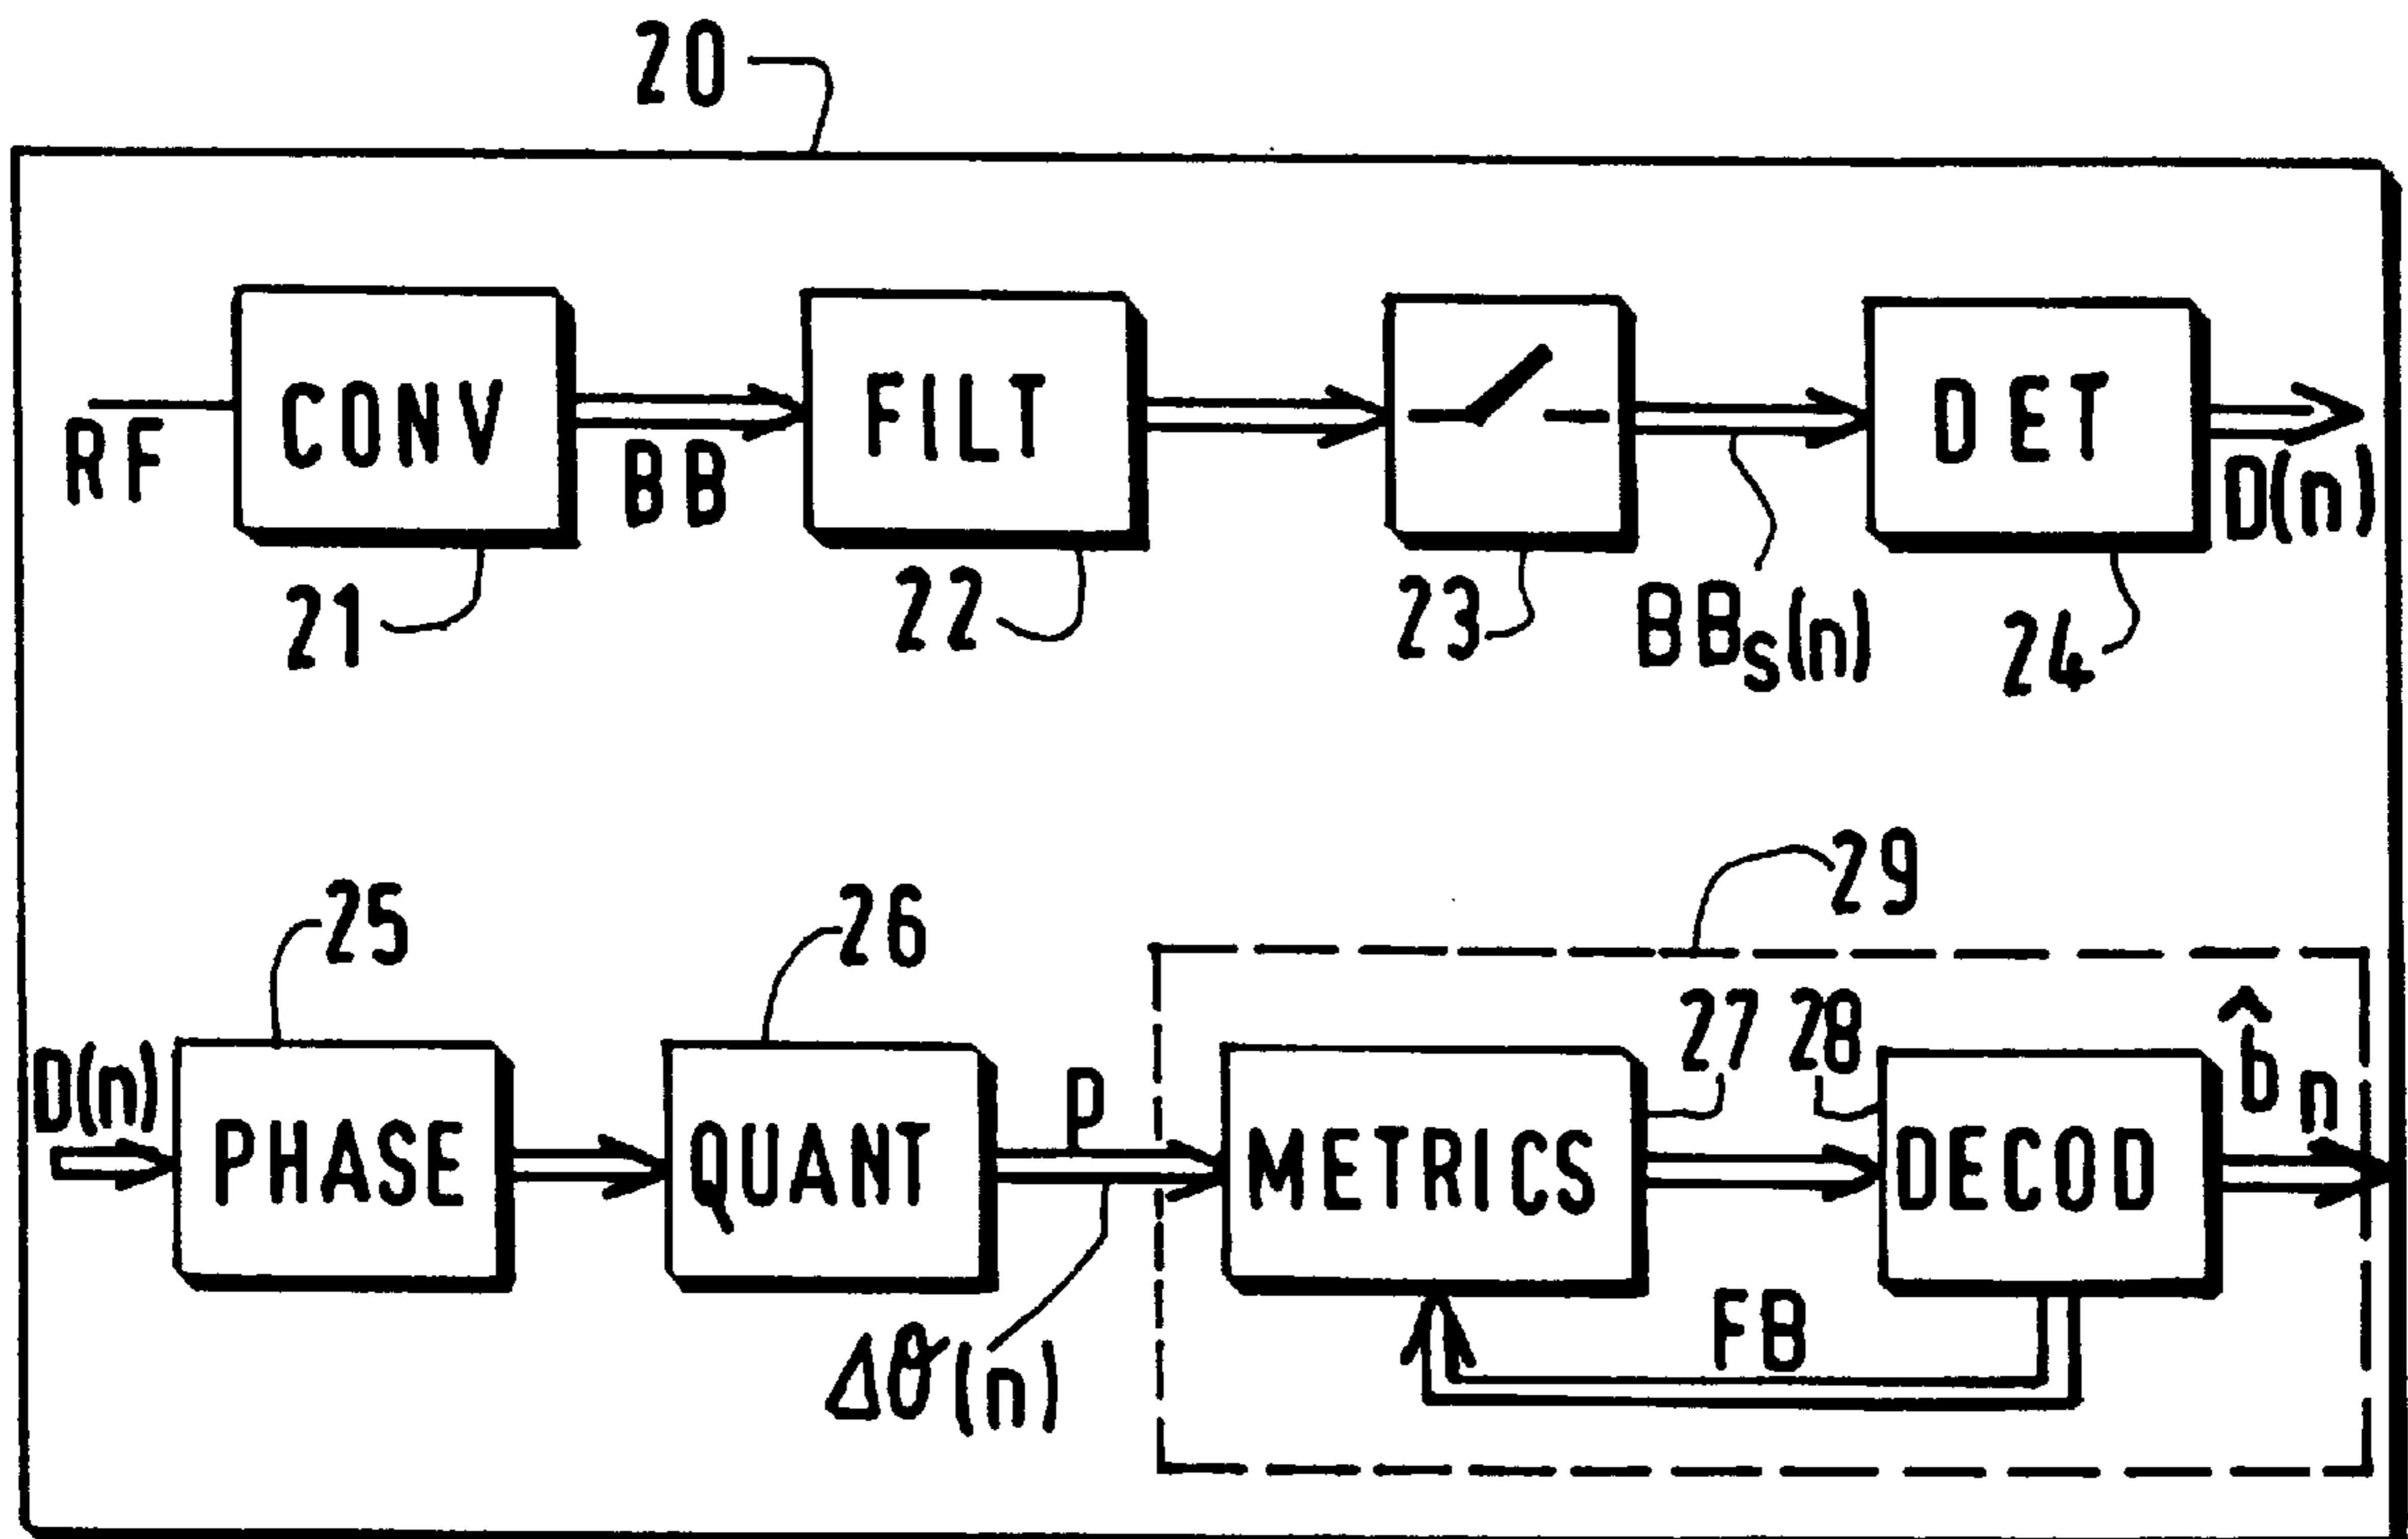 20
RF
CONV
BB
FILT
DET
D(n)
21
22
23
BBS(n)
24
25
26
29
27
28
D(n)
PHASE
QUANT
p
METRICS
DECOD
b̂n
Δθ(n)
FB